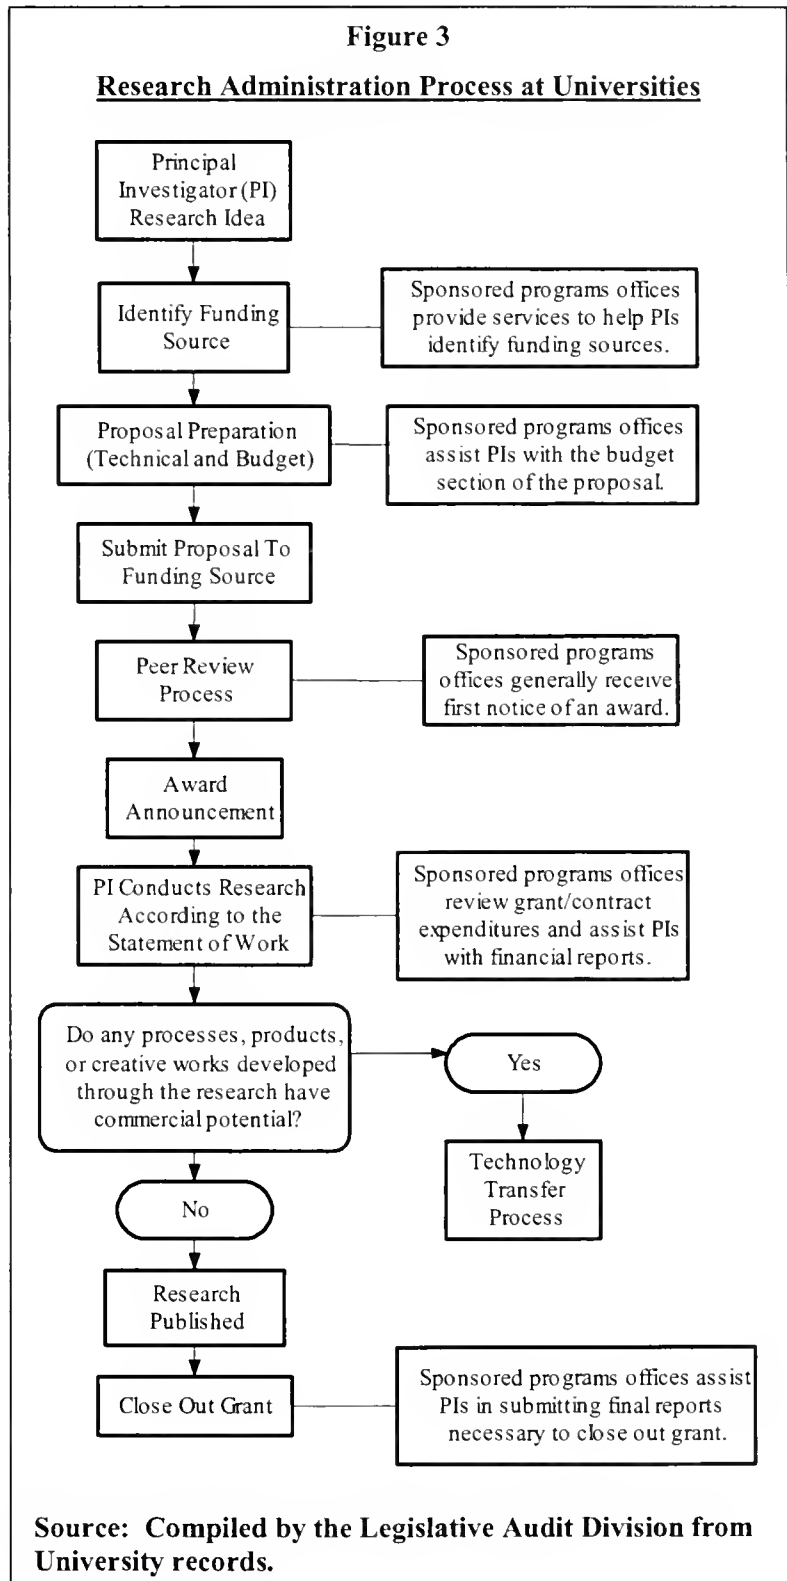 Figure 3
Research Administration Process at Universities
Principal
Investigator (PI)
Research Idea
Identify Funding
Source
Sponsored programs offices
provide services to help PIs
identify funding sources.
Proposal Preparation
(Technical and Budget)
Sponsored programs offices
assist PIs with the budget
section of the proposal.
Submit Proposal To
Funding Source
Peer Review
Process
Sponsored programs
offices generally receive
first notice of an award.
Award
Announcement
PI Conducts Research
According to the
Statement of Work
Sponsored programs offices
review grant/contract
expenditures and assist PIs
with financial reports.
Do any processes, products,
or creative works developed
through the research have
commercial potential?
Yes
Technology
Transfer
Process
No
Research
Published
Close Out Grant
Sponsored programs offices assist
PIs in submitting final reports
necessary to close out grant.
Source: Compiled by the Legislative Audit Division from
University records.